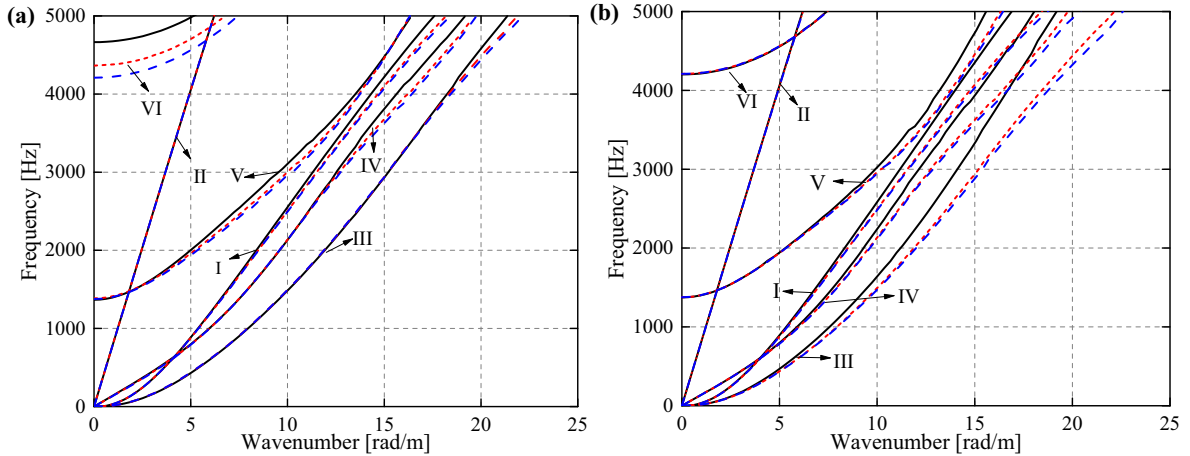 (a)
5000
4000
3000
2000
1000
0
Frequency [Hz]
VI
II
V
IV
I
III
0 5 10 15 20 25
Wavenumber [rad/m]
(b)
5000
4000
3000
2000
1000
0
Frequency [Hz]
VI
II
V
I
IV
III
0 5 10 15 20 25
Wavenumber [rad/m]